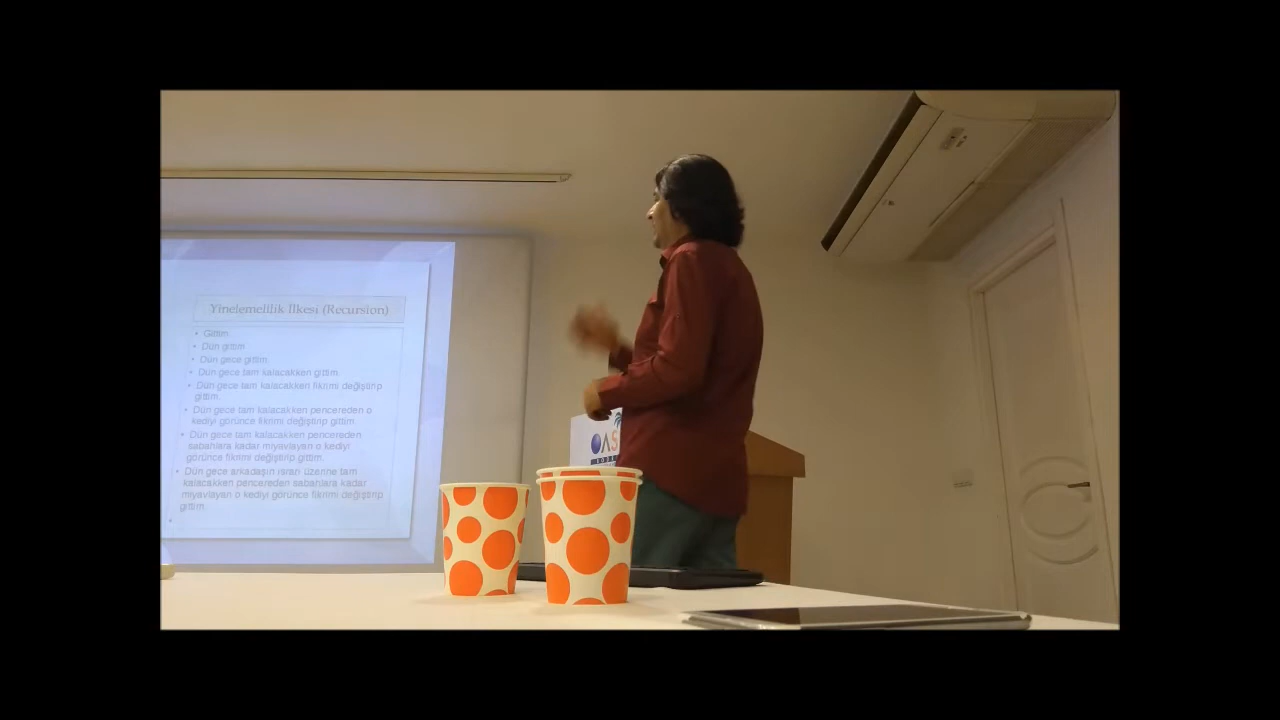 Yinelemelilik İlkesi (Recursion)
• Gittim.
• Dün gittim
• Dün gece gittim
• Dün gece tam kalacakken gittim.
• Dün gece tam kalacakken fikrimi değiştirip
gittim.
• Dün gece tam kalacakken pencereden o
kediyi görünce fikrimi değiştirip gittim
• Dün gece tam kalacakken pencereden
sabahlara kadar miyavlayan o kediyi
görünce fikrimi değiştirip gittim.
• Dün gece arkadaşın ısrarı üzerine tam
kalacakken pencereden sabahlara kadar
miyavlayan o kediyi görünce fikrimi değiştirip
gittim.
OAS